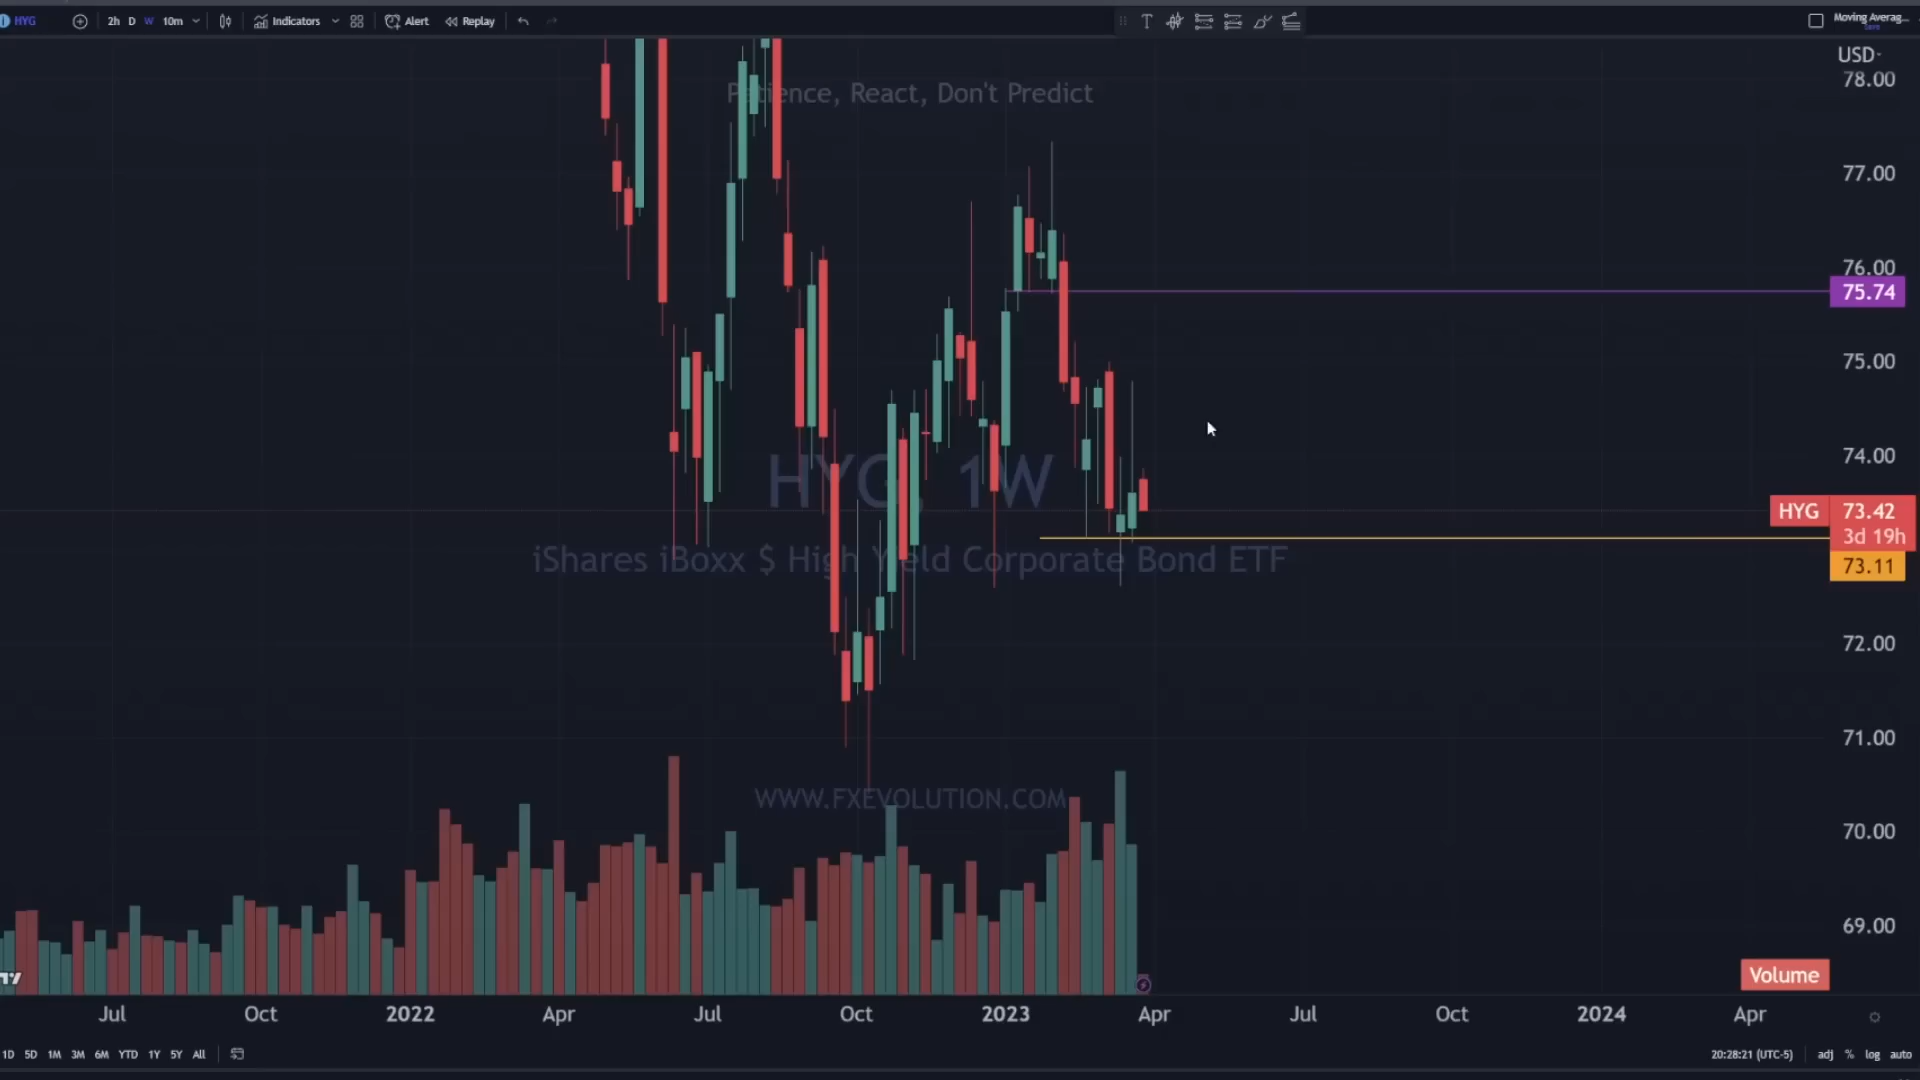 HYG 2h D W 10m Indicators Alert Replay
USD
78.00
Patience, React, Don't Predict
77.00
76.00
75.74
75.00
74.00
HYG, 1W
HYG 73.42
3d 19h
iShares iBoxx $ High Yield Corporate Bond ETF
73.11
72.00
71.00
WWW.FXEVOLUTION.COM
70.00
69.00
Volume
Jul Oct 2022 Apr Jul Oct 2023 Apr Jul Oct 2024 Apr
1D 5D 1M 3M 6M YTD 1Y 5Y All 20:28:21 (UTC-5) adj % log auto